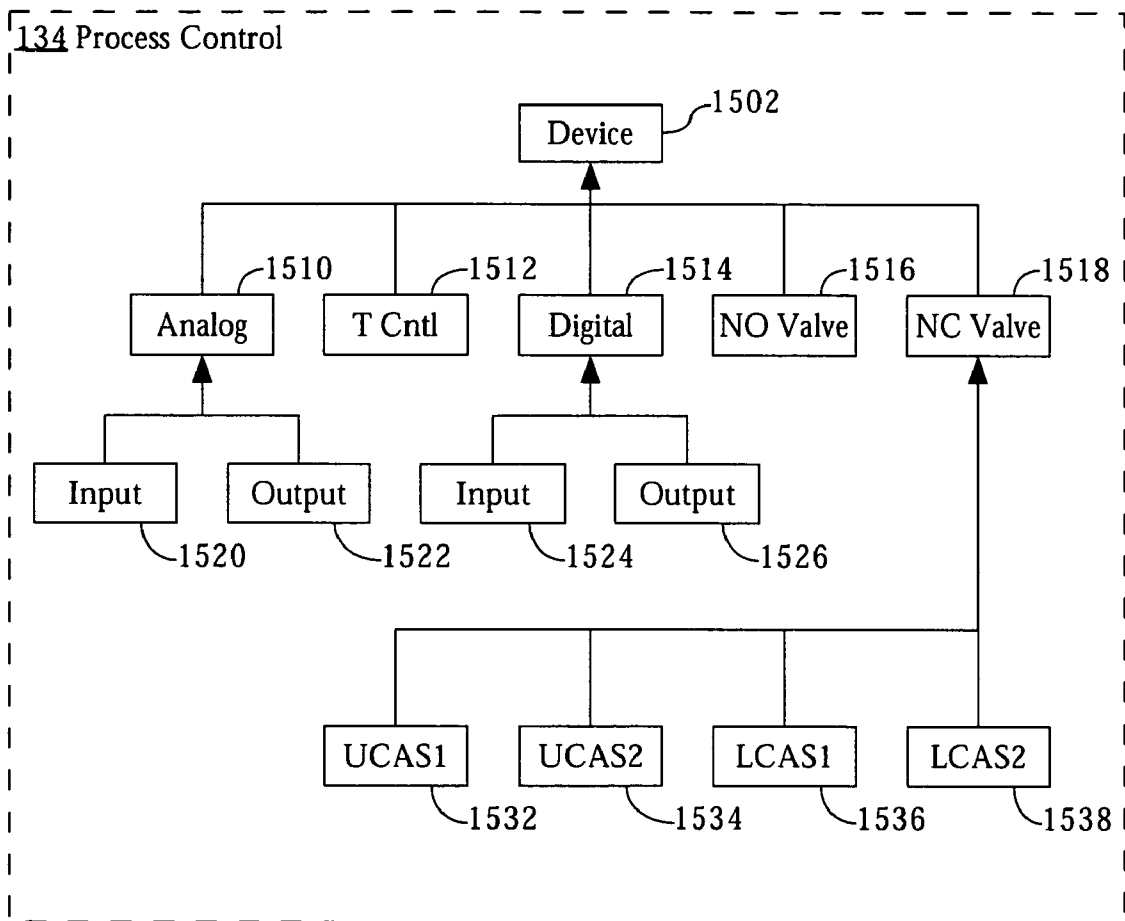 134 Process Control
1502
Device
1510 1512 1514 1516 1518
Analog T Cntl Digital NO Valve NC Valve
Input Output Input Output
1520 1522 1524 1526
UCAS1 UCAS2 LCAS1 LCAS2
1532 1534 1536 1538